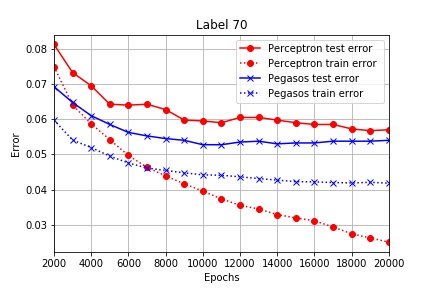 Label 70
Perceptron test error
Perceptron train error
Pegasos test error
Pegasos train error
Error
0.08
0.07
0.06
0.05
0.04
0.03
2000 4000 6000 8000 10000 12000 14000 16000 18000 20000
Epochs